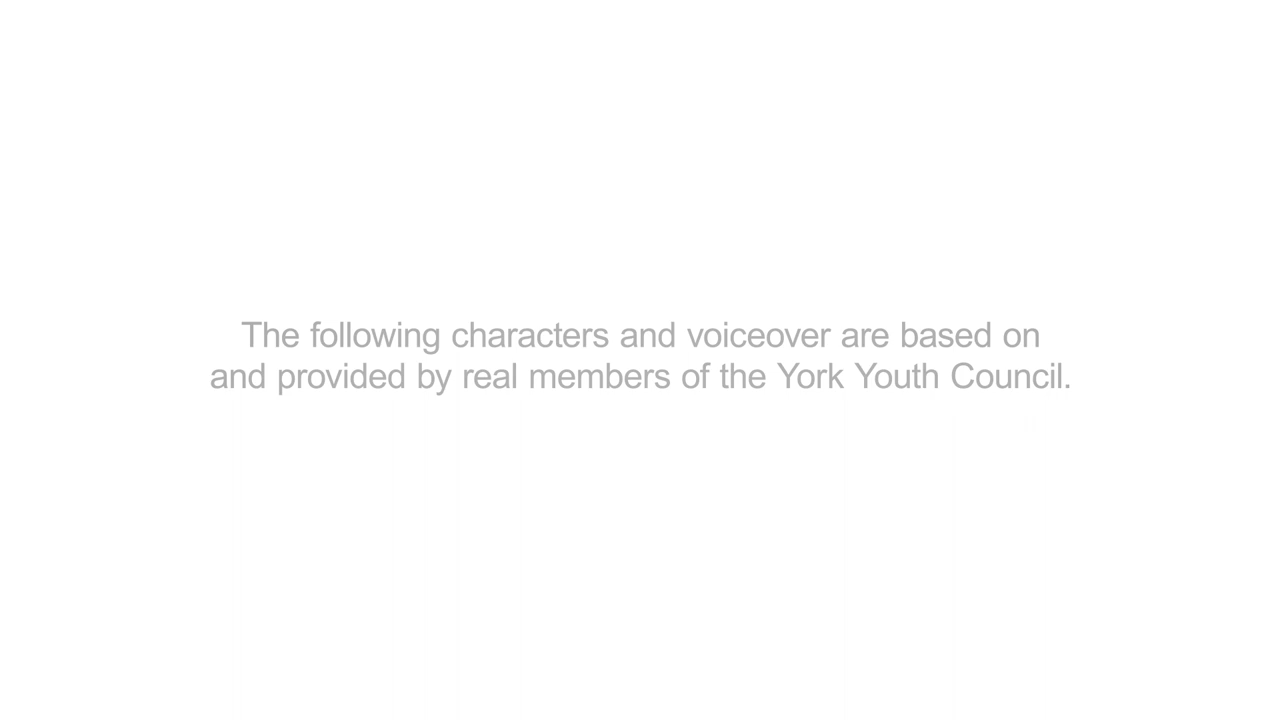 The following characters and voiceover are based on
and provided by real members of the York Youth Council.